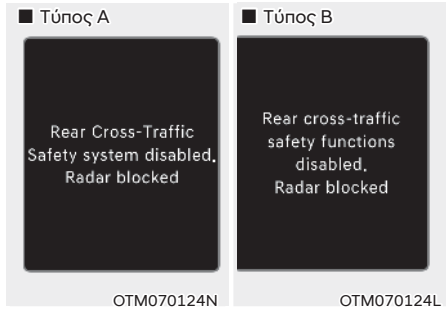 ■ Τύπος A
Rear Cross-Traffic
Safety system disabled.
Radar blocked
OTM070124N
■ Τύπος B
Rear cross-traffic
safety functions
disabled.
Radar blocked
OTM070124L